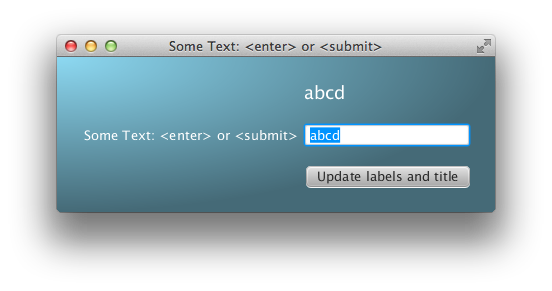 Some Text: <enter> or <submit>
abcd
Some Text: <enter> or <submit> abcd
Update labels and title